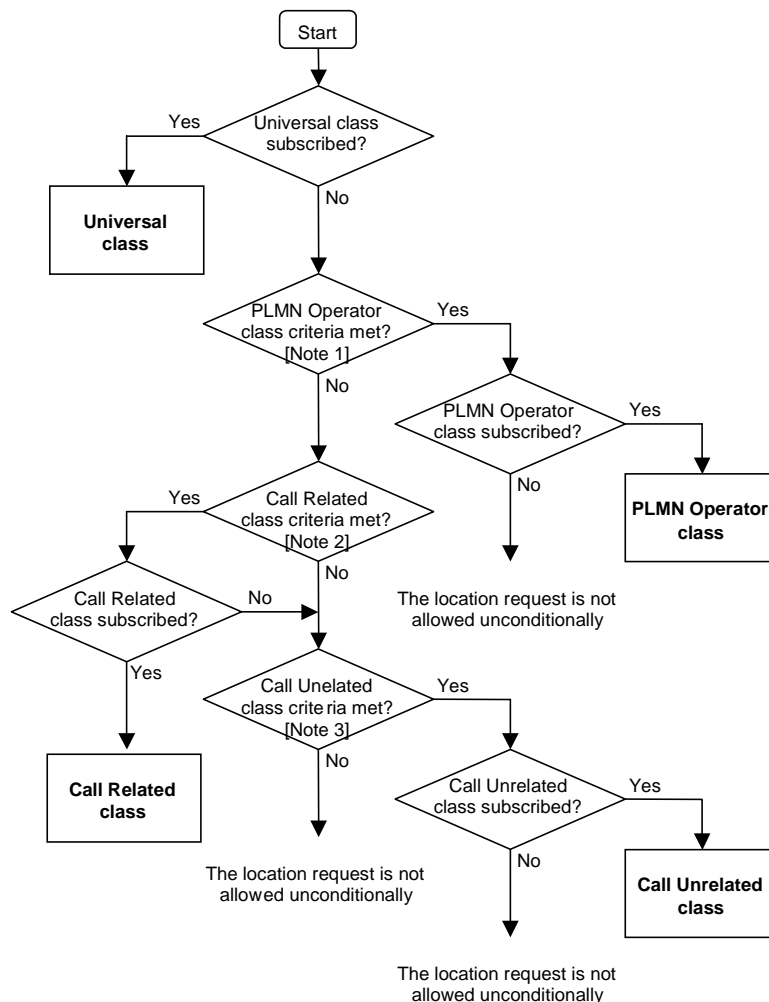 Start
Yes
Universal class
subscribed?
No
Universal
class
PLMN Operator
class criteria met?
[Note 1]
Yes
No
PLMN Operator
class subscribed?
Yes
No
PLMN Operator
class
Yes
Call Related
class criteria met?
[Note 2]
No
The location request is not
allowed unconditionally
Call Related
class subscribed?
No
Yes
Call Unelated
class criteria met?
[Note 3]
Yes
No
Call Related
class
Call Unrelated
class subscribed?
Yes
No
The location request is not
allowed unconditionally
Call Unrelated
class
The location request is not
allowed unconditionally